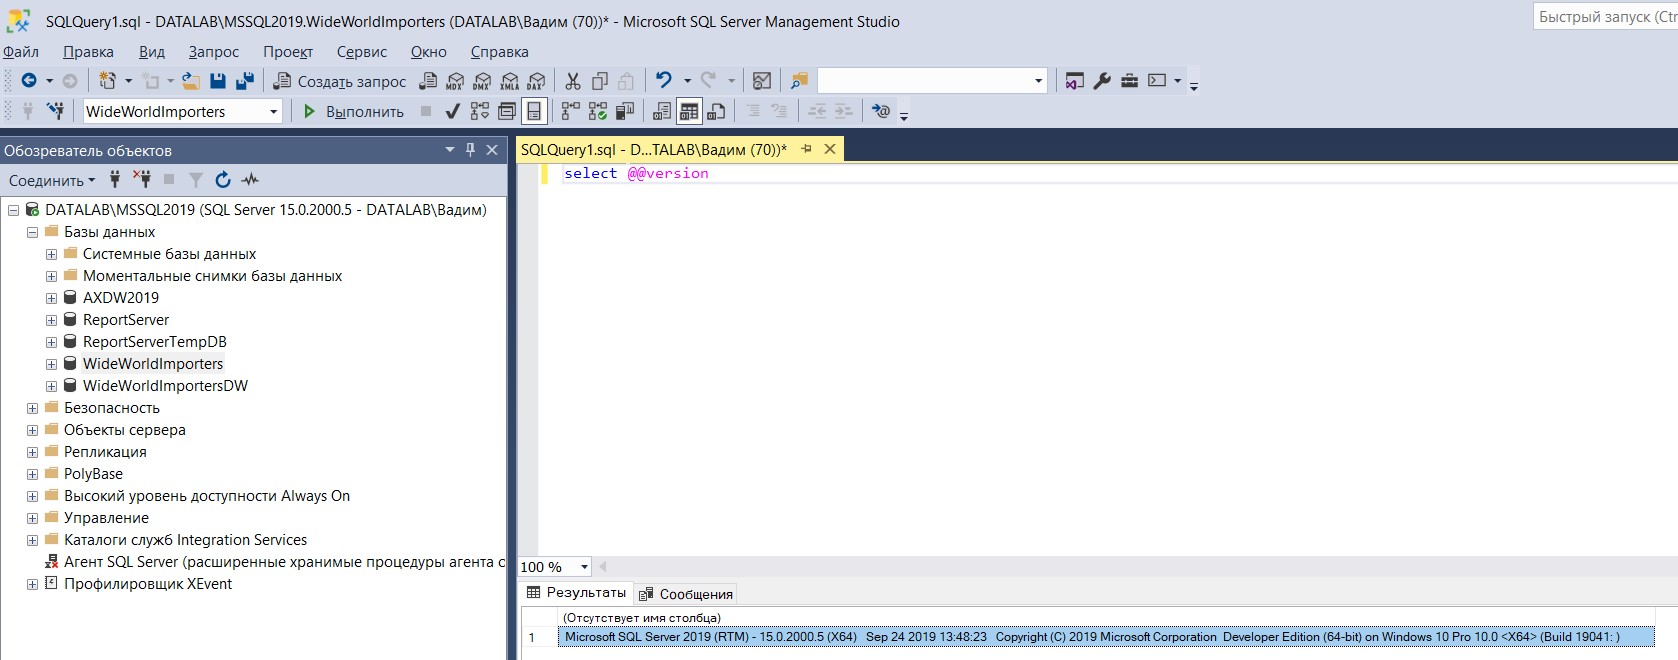 SQLQuery1.sql - DATALAB\MSSQL2019.WideWorldImporters (DATALAB\Вадим (70))* - Microsoft SQL Server Management Studio
Быстрый запуск (Ctr
Файл Правка Вид Запрос Проект Сервис Окно Справка
Создать запрос MDX DMX XMLA DAX
WideWorldImporters Выполнить
Обозреватель объектов
SQLQuery1.sql - D...TALAB\Вадим (70))*
Соединить
select @@version
DATALAB\MSSQL2019 (SQL Server 15.0.2000.5 - DATALAB\Вадим)
Базы данных
Системные базы данных
Моментальные снимки базы данных
AXDW2019
ReportServer
ReportServerTempDB
WideWorldImporters
WideWorldImportersDW
Безопасность
Объекты сервера
Репликация
PolyBase
Высокий уровень доступности Always On
Управление
Каталоги служб Integration Services
Агент SQL Server (расширенные хранимые процедуры агента о
Профилировщик XEvent
100 %
Результаты Сообщения
(Отсутствует имя столбца)
1 Microsoft SQL Server 2019 (RTM) - 15.0.2000.5 (X64) Sep 24 2019 13:48:23 Copyright (C) 2019 Microsoft Corporation Developer Edition (64-bit) on Windows 10 Pro 10.0 <X64> (Build 19041: )